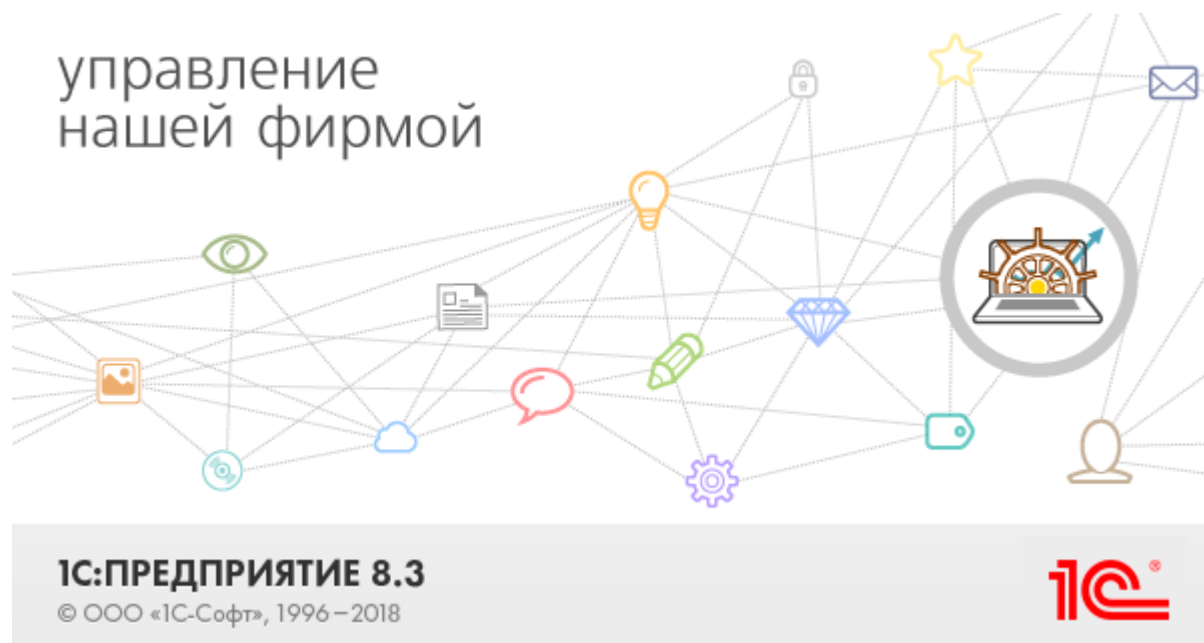 управление
нашей фирмой
1С:ПРЕДПРИЯТИЕ 8.3
© ООО «1С-Софт», 1996–2018
1С®